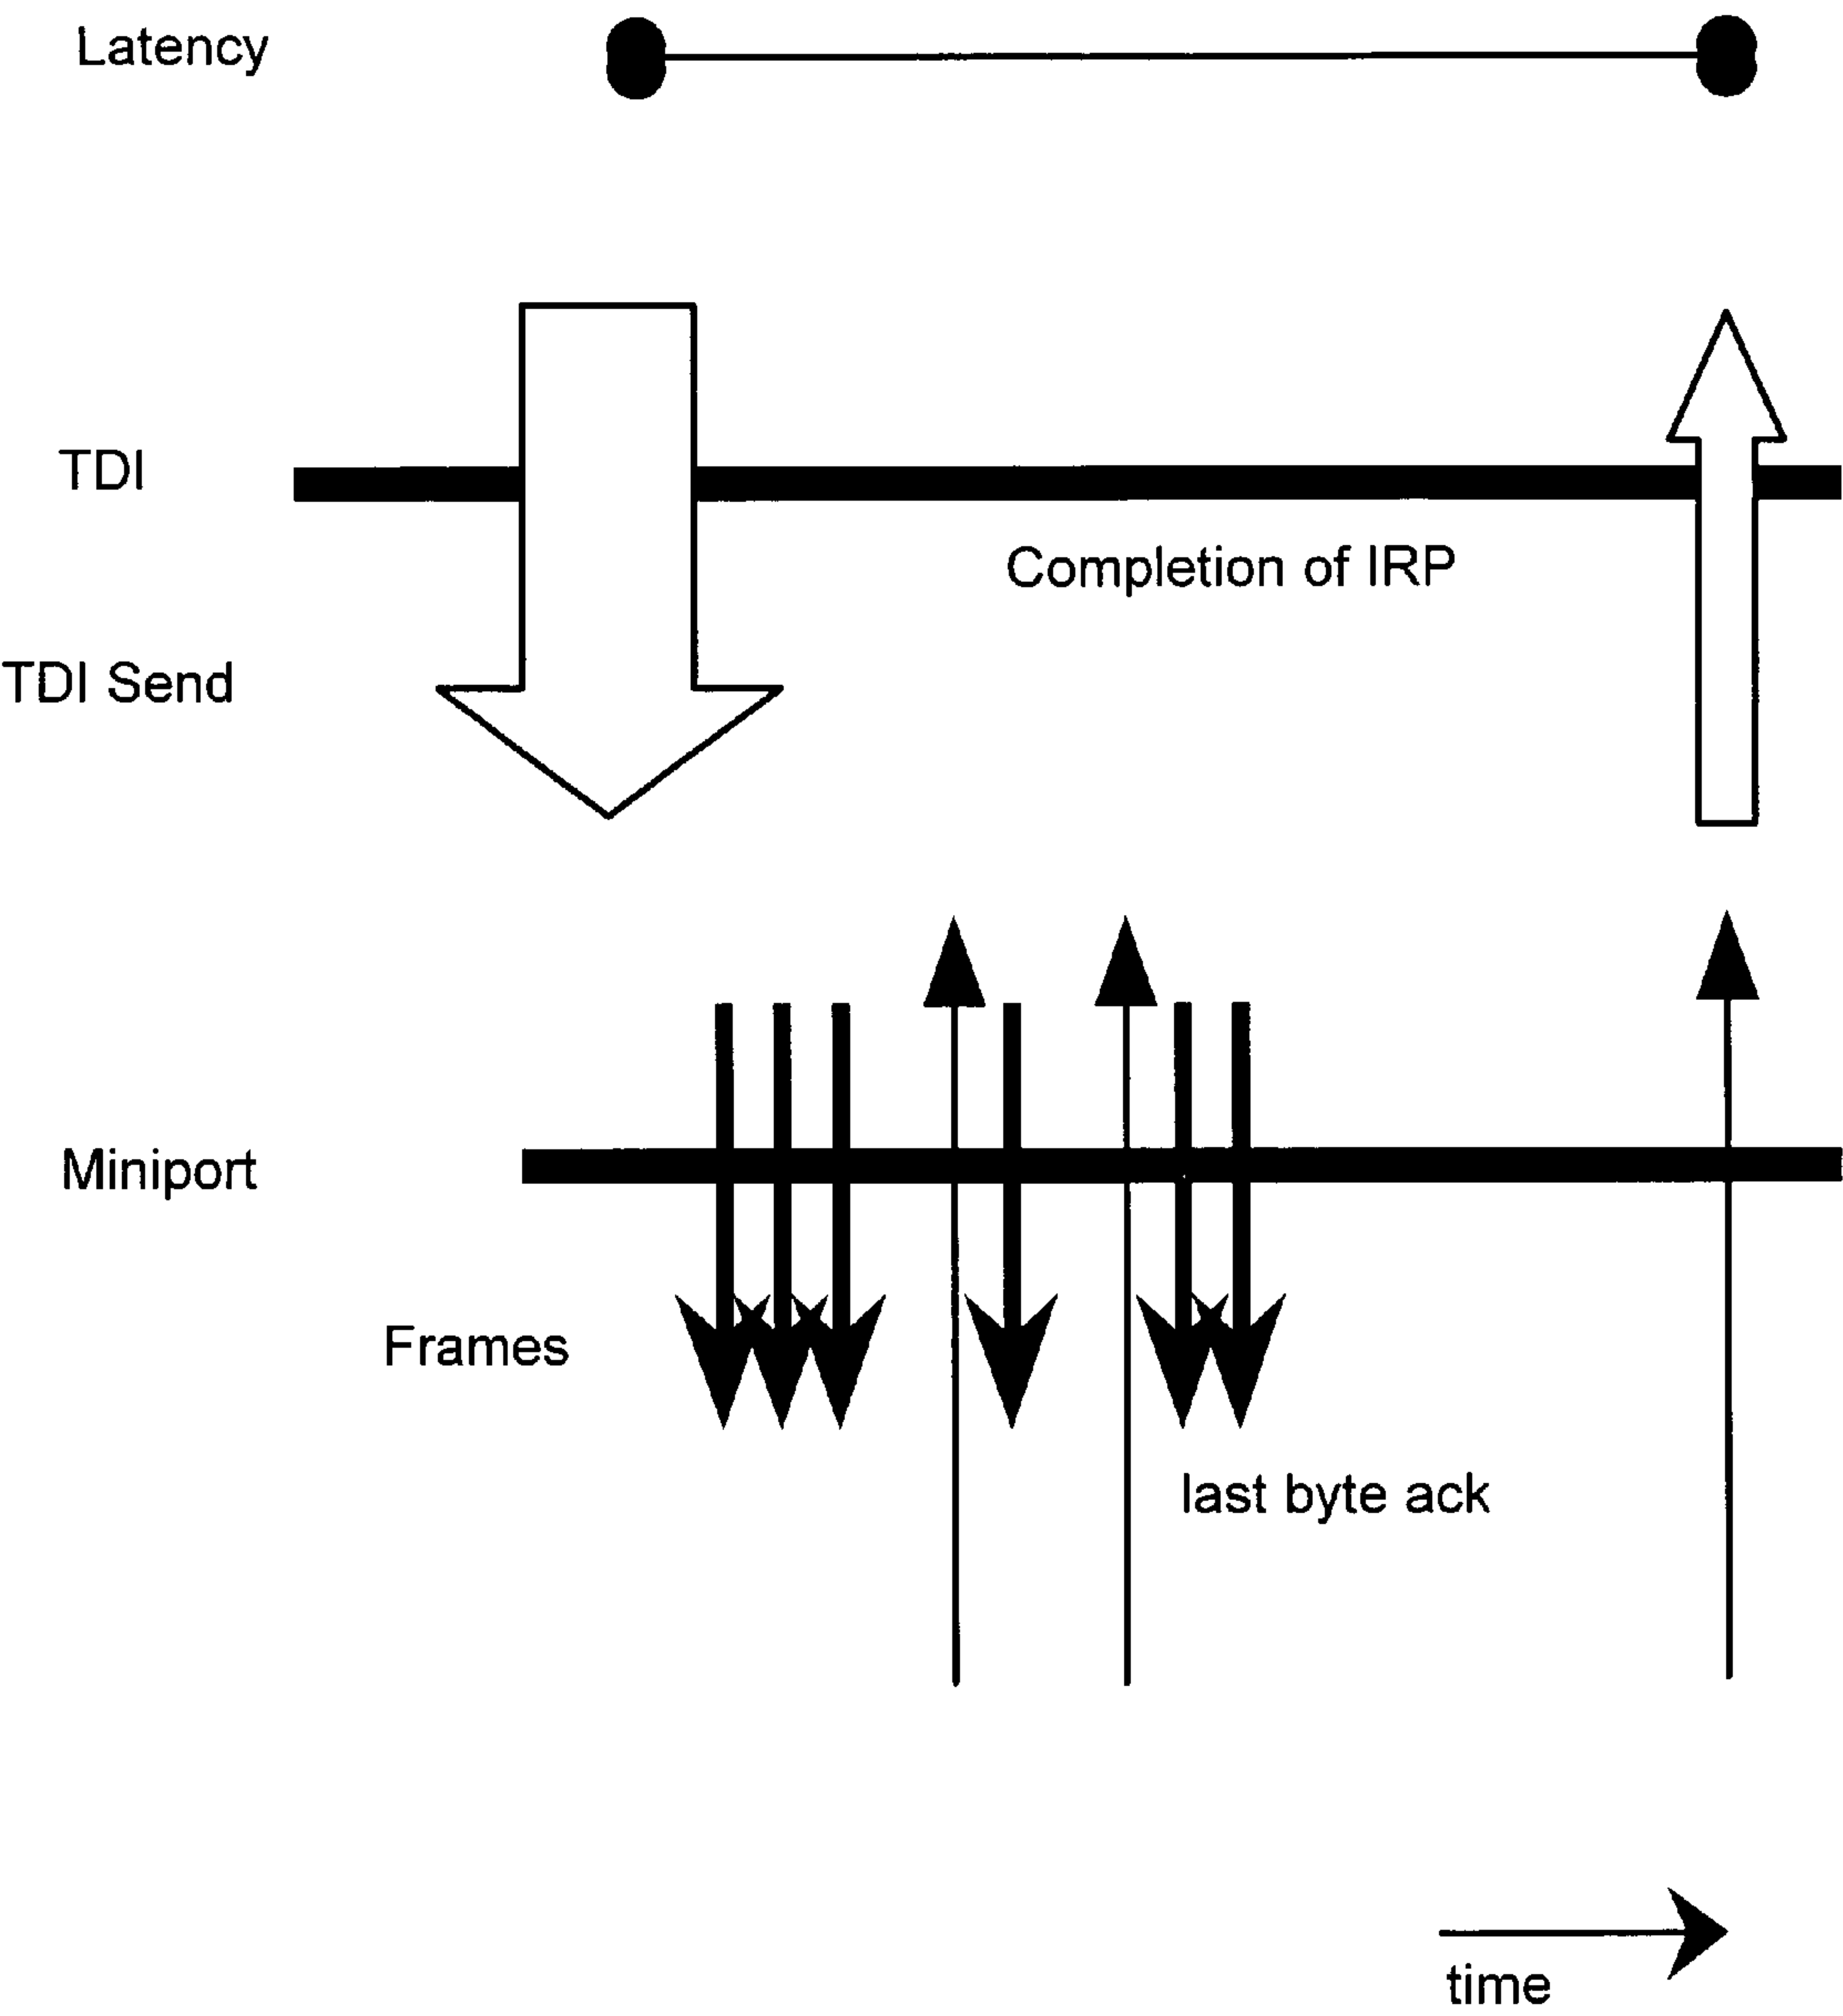 Latency
TDI
Completion of IRP
TDI Send
Miniport
Frames
last byte ack
time